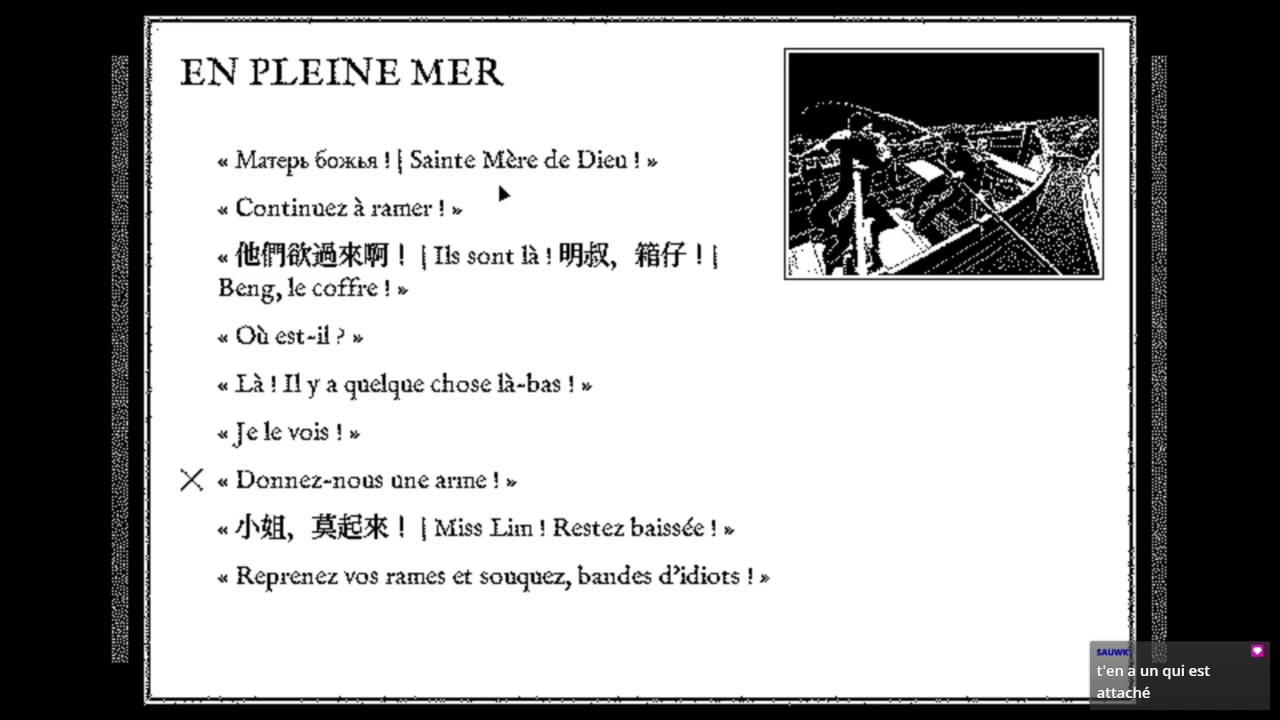 EN PLEINE MER
« Матерь божья ! | Sainte Mère de Dieu ! »
« Continuez à ramer ! »
« 他們欲過來啊！ | Ils sont là ! 明叔，箱仔！|
Beng, le coffre ! »
« Où est-il ? »
« Là ! Il y a quelque chose là-bas ! »
« Je le vois ! »
« Donnez-nous une arme ! »
« 小姐，莫起來！ | Miss Lim ! Restez baissée ! »
« Reprenez vos rames et souquez, bandes d'idiots ! »
SAUWK
t'en a un qui est
attaché